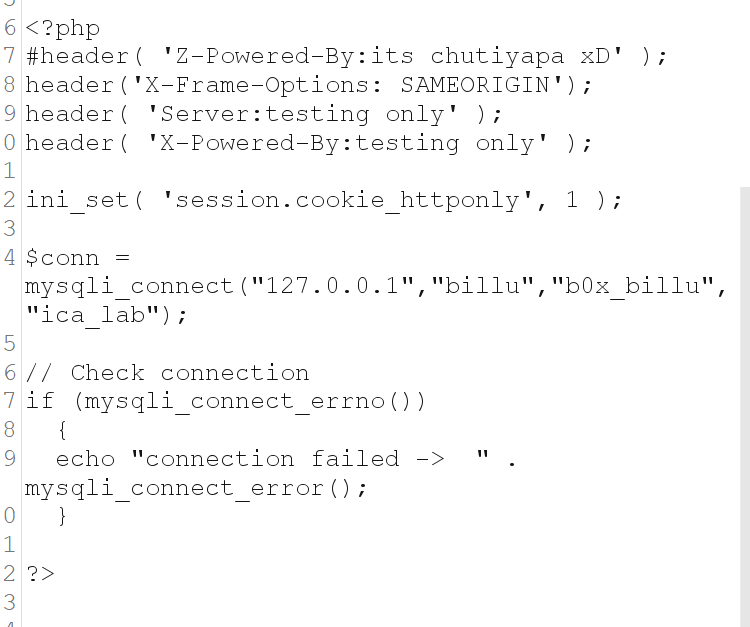 6 <?php
7 #header( 'Z-Powered-By:its chutiyapa xD' );
8 header('X-Frame-Options: SAMEORIGIN');
9 header( 'Server:testing only' );
0 header( 'X-Powered-By:testing only' );
1
2 ini_set( 'session.cookie_httponly', 1 );
3
4 $conn =
mysqli_connect("127.0.0.1","billu","b0x_billu",
"ica_lab");
5
6 // Check connection
7 if (mysqli_connect_errno())
8   {
9   echo "connection failed ->  " .
mysqli_connect_error();
0   }
1
2 ?>
3